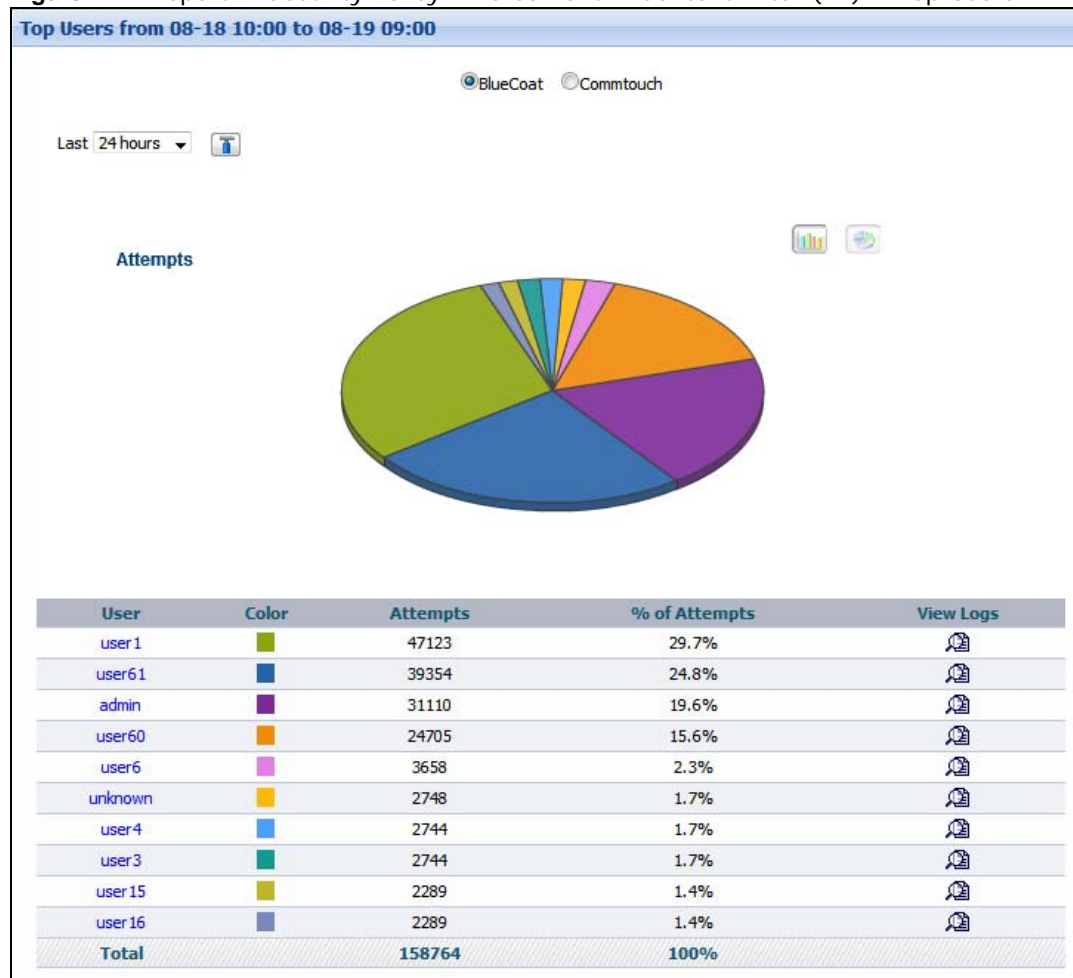 Top Users from 08-18 10:00 to 08-19 09:00
BlueCoat Commtouch
Last 24 hours
Attempts
User Color Attempts % of Attempts View Logs
user1 47123 29.7%
user61 39354 24.8%
admin 31110 19.6%
user60 24705 15.6%
user6 3658 2.3%
unknown 2748 1.7%
user4 2744 1.7%
user3 2744 1.7%
user15 2289 1.4%
user16 2289 1.4%
Total 158764 100%